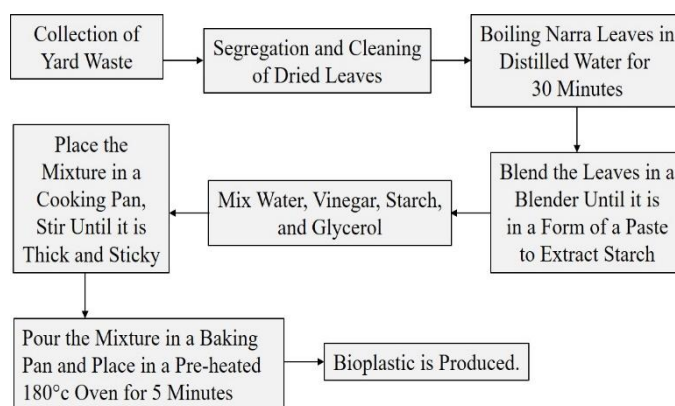 Collection of
Yard Waste
Segregation and Cleaning
of Dried Leaves
Boiling Narra Leaves in
Distilled Water for
30 Minutes
Blend the Leaves in a
Blender Until it is
in a Form of a Paste
to Extract Starch
Mix Water, Vinegar, Starch,
and Glycerol
Place the
Mixture in a
Cooking Pan,
Stir Until it is
Thick and Sticky
Pour the Mixture in a Baking
Pan and Place in a Pre-heated
180°c Oven for 5 Minutes
Bioplastic is Produced.